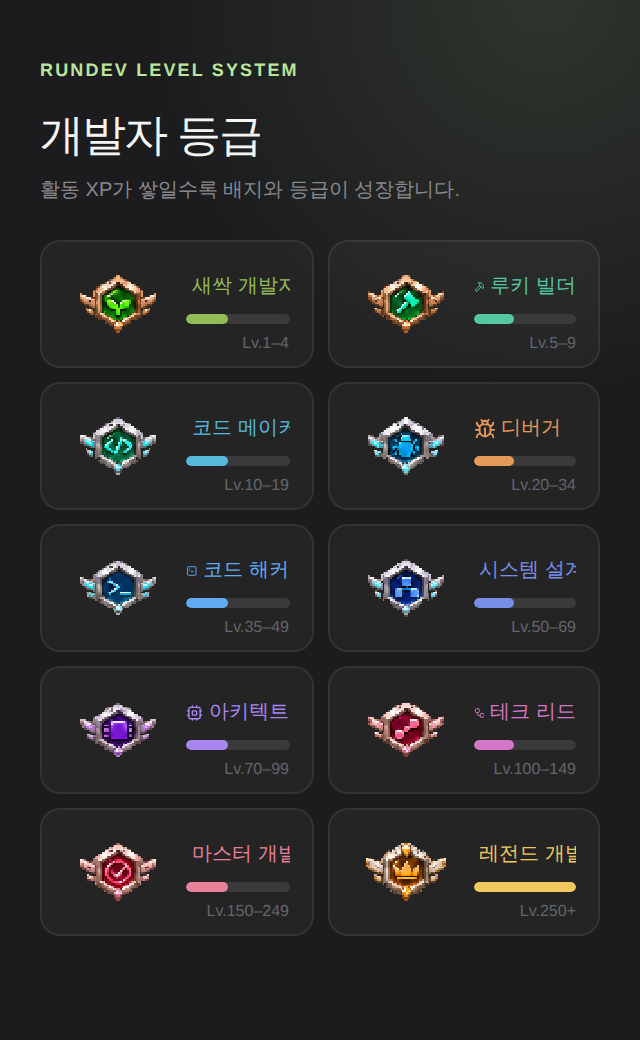 RUNDEV LEVEL SYSTEM
개발자 등급
활동 XP가 쌓일수록 배지와 등급이 성장합니다.
새싹 개발자
Lv.1–4
루키 빌더
Lv.5–9
코드 메이커
Lv.10–19
디버거
Lv.20–34
코드 해커
Lv.35–49
시스템 설계
Lv.50–69
아키텍트
Lv.70–99
테크 리드
Lv.100–149
마스터 개발
Lv.150–249
레전드 개발
Lv.250+